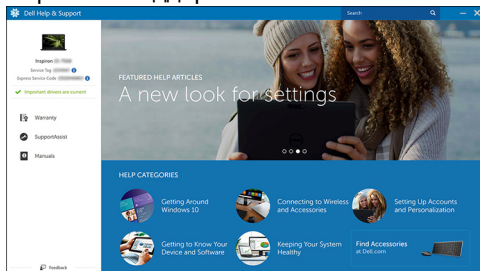 Dell Help & Support
Search
Inspiron
Service Tag
Express Service Code
Important drivers are current
Warranty
SupportAssist
Manuals
Feedback
FEATURED HELP ARTICLES
A new look for settings
HELP CATEGORIES
Getting Around
Windows 10
Connecting to Wireless
and Accessories
Setting Up Accounts
and Personalization
Getting to Know Your
Device and Software
Keeping Your System
Healthy
Find Accessories
at Dell.com